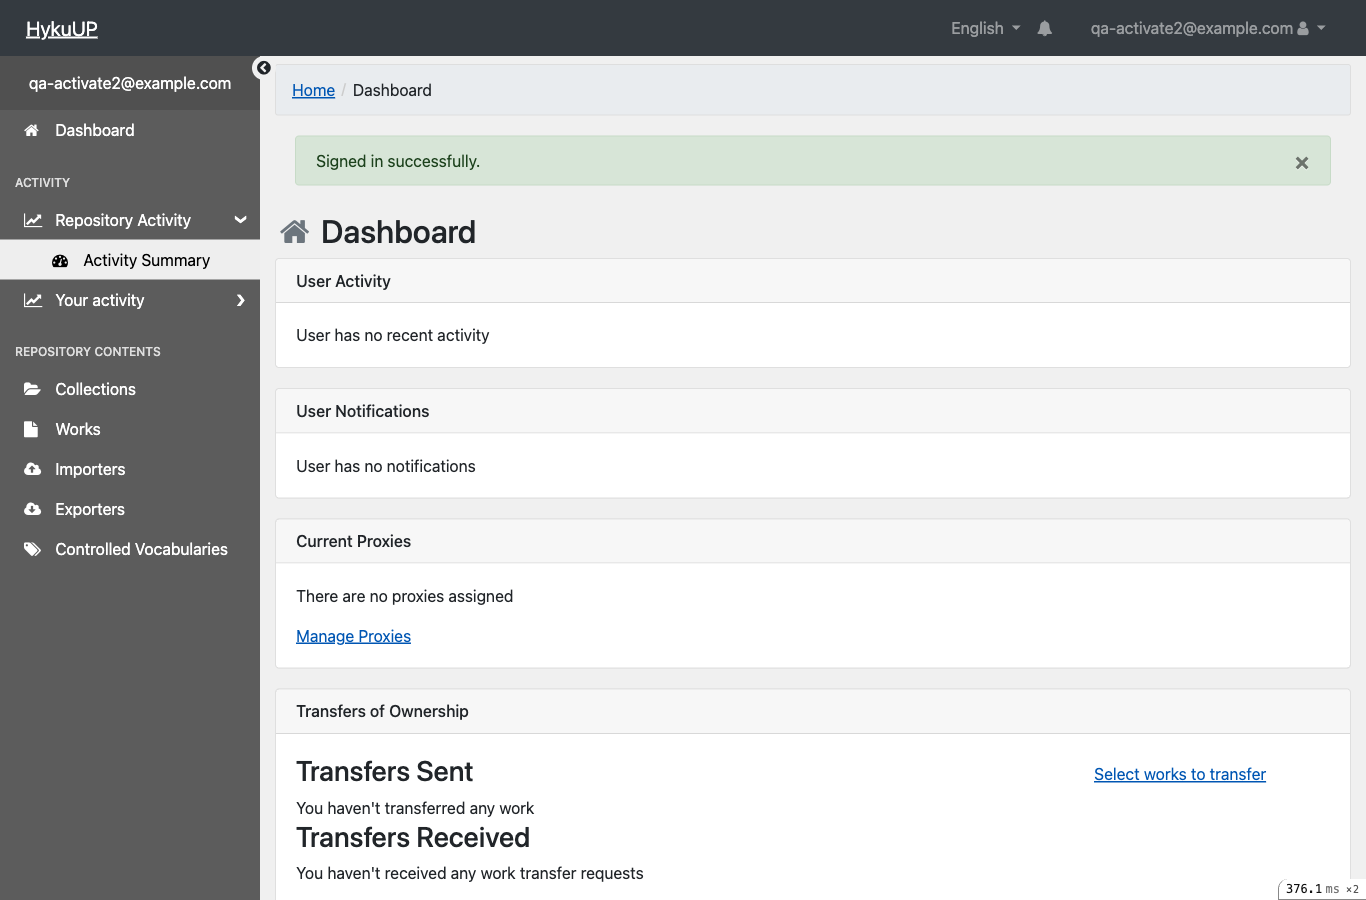 HykuUP
English
qa-activate2@example.com
qa-activate2@example.com
Dashboard
ACTIVITY
Repository Activity
Activity Summary
Your activity
REPOSITORY CONTENTS
Collections
Works
Importers
Exporters
Controlled Vocabularies
Home / Dashboard
Signed in successfully.
×
Dashboard
User Activity
User has no recent activity
User Notifications
User has no notifications
Current Proxies
There are no proxies assigned
Manage Proxies
Transfers of Ownership
Transfers Sent
Select works to transfer
You haven't transferred any work
Transfers Received
You haven't received any work transfer requests
376.1 ms ×2